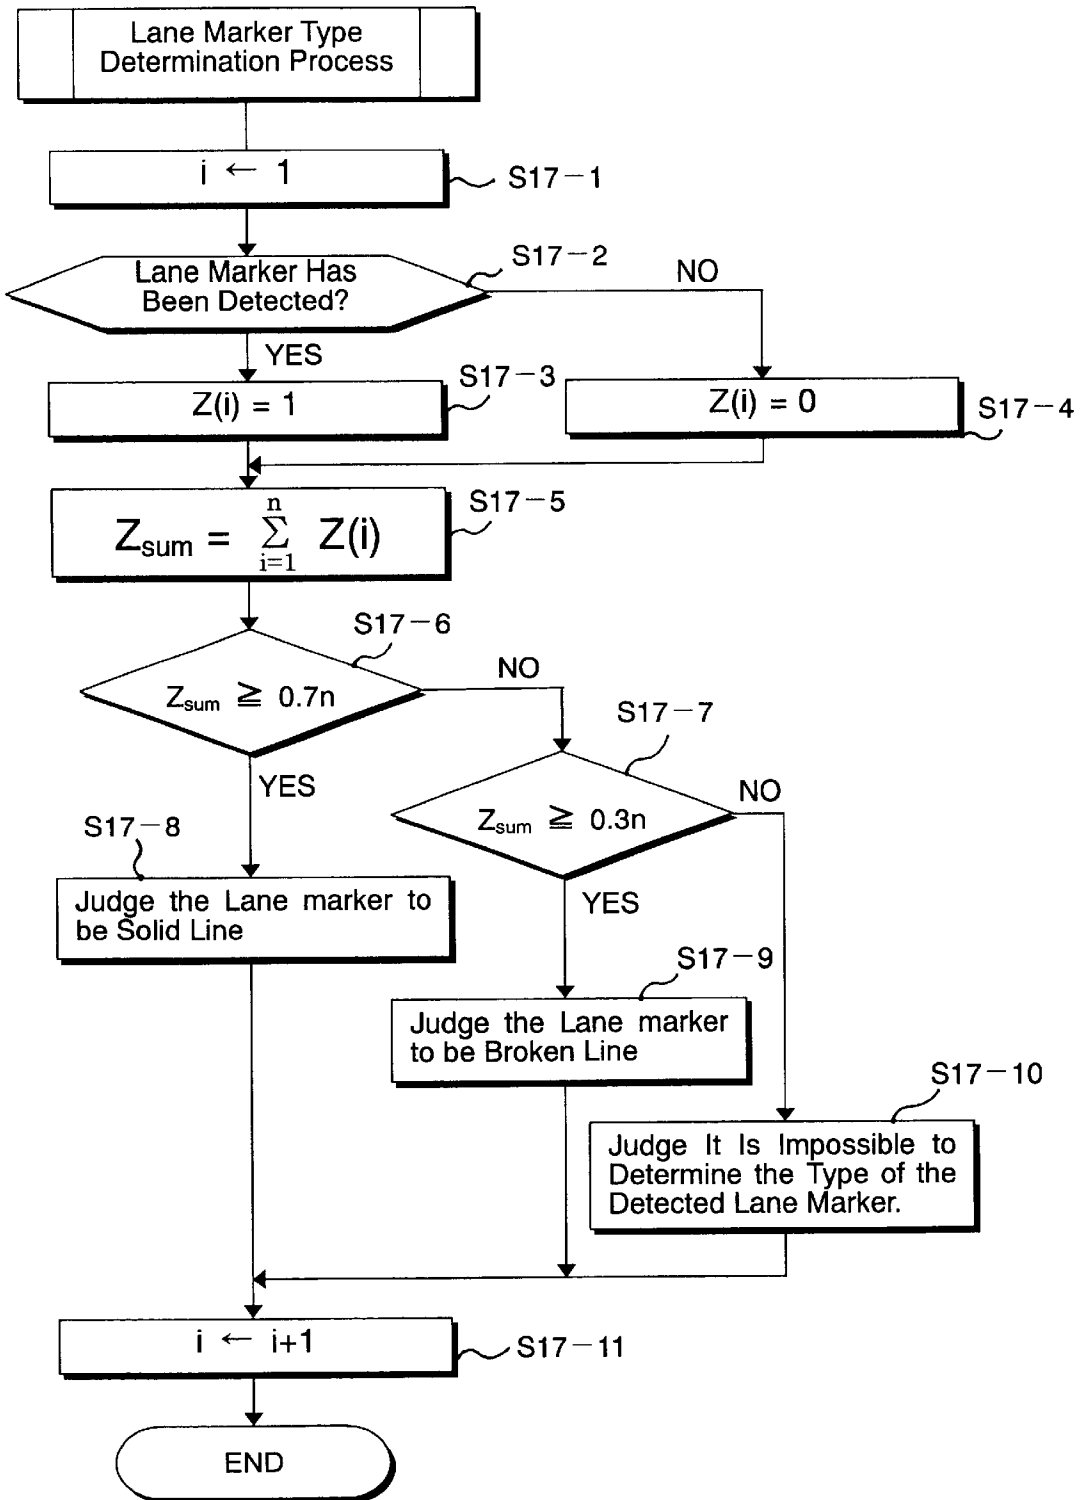 Lane Marker Type
Determination Process
i ← 1
S17-1
Lane Marker Has
Been Detected?
S17-2
NO
YES
Z(i) = 1
S17-3
Z(i) = 0
S17-4
Zsum = n Σ i=1 Z(i)
S17-5
S17-6
Zsum ≧ 0.7n
NO
YES
S17-7
Zsum ≧ 0.3n
NO
YES
S17-8
Judge the Lane marker to
be Solid Line
S17-9
Judge the Lane marker
to be Broken Line
S17-10
Judge It Is Impossible to
Determine the Type of the
Detected Lane Marker.
i ← i+1
S17-11
END